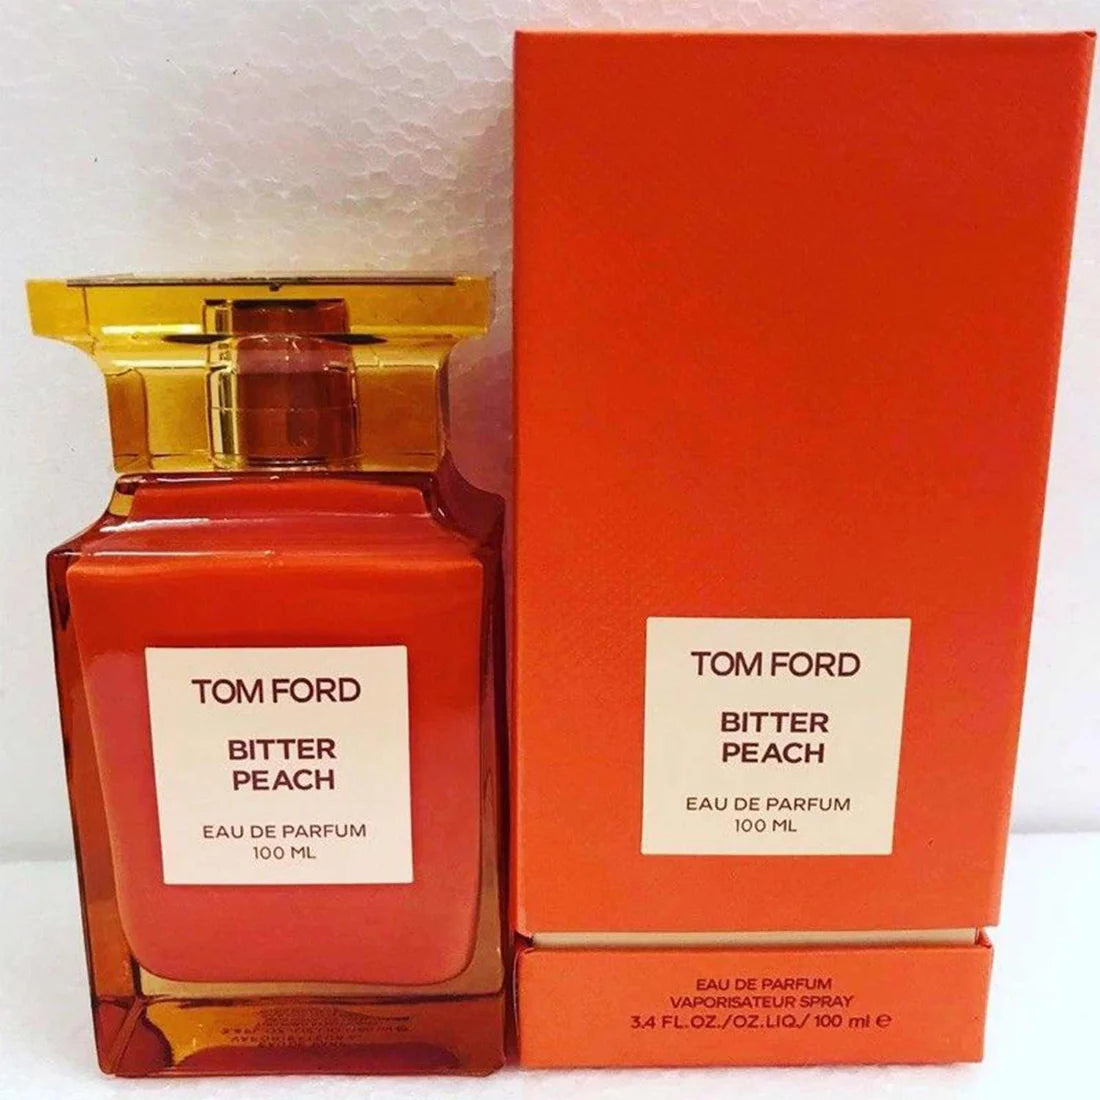 TOM FORD
BITTER
PEACH
EAU DE PARFUM
100 ML
TOM FORD
BITTER
PEACH
EAU DE PARFUM
100 ML
EAU DE PARFUM
VAPORISATEUR SPRAY
3.4 FL.OZ./OZ.LIQ./ 100 ml e